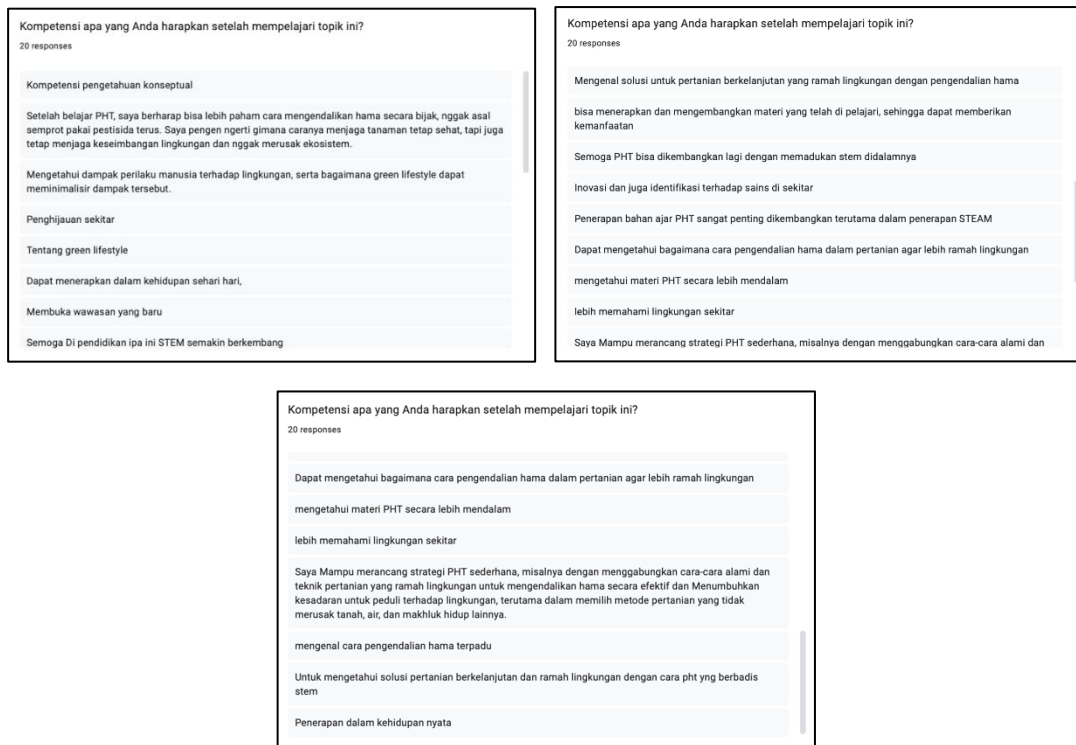 Kompetensi apa yang Anda harapkan setelah mempelajari topik ini?
20 responses
Kompetensi pengetahuan konseptual
Setelah belajar PHT, saya berharap bisa lebih paham cara mengendalikan hama secara bijak, nggak asal
semprot pakai pestisida terus. Saya pengen ngerti gimana caranya menjaga tanaman tetap sehat, tapi juga
tetap menjaga keseimbangan lingkungan dan nggak merusak ekosistem.
Mengetahui dampak perilaku manusia terhadap lingkungan, serta bagaimana green lifestyle dapat
meminimalisir dampak tersebut.
Penghijauan sekitar
Tentang green lifestyle
Dapat menerapkan dalam kehidupan sehari hari,
Membuka wawasan yang baru
Semoga Di pendidikan ipa ini STEM semakin berkembang
Kompetensi apa yang Anda harapkan setelah mempelajari topik ini?
20 responses
Mengenal solusi untuk pertanian berkelanjutan yang ramah lingkungan dengan pengendalian hama
bisa menerapkan dan mengembangkan materi yang telah di pelajari, sehingga dapat memberikan
kemanfaatan
Semoga PHT bisa dikembangkan lagi dengan memadukan stem didalamnya
Inovasi dan juga identifikasi terhadap sains di sekitar
Penerapan bahan ajar PHT sangat penting dikembangkan terutama dalam penerapan STEAM
Dapat mengetahui bagaimana cara pengendalian hama dalam pertanian agar lebih ramah lingkungan
mengetahui materi PHT secara lebih mendalam
lebih memahami lingkungan sekitar
Saya Mampu merancang strategi PHT sederhana, misalnya dengan menggabungkan cara-cara alami dan
Kompetensi apa yang Anda harapkan setelah mempelajari topik ini?
20 responses
Dapat mengetahui bagaimana cara pengendalian hama dalam pertanian agar lebih ramah lingkungan
mengetahui materi PHT secara lebih mendalam
lebih memahami lingkungan sekitar
Saya Mampu merancang strategi PHT sederhana, misalnya dengan menggabungkan cara-cara alami dan
teknik pertanian yang ramah lingkungan untuk mengendalikan hama secara efektif dan Menumbuhkan
kesadaran untuk peduli terhadap lingkungan, terutama dalam memilih metode pertanian yang tidak
merusak tanah, air, dan makhluk hidup lainnya.
mengenal cara pengendalian hama terpadu
Untuk mengetahui solusi pertanian berkelanjutan dan ramah lingkungan dengan cara pht yng berbadis
stem
Penerapan dalam kehidupan nyata